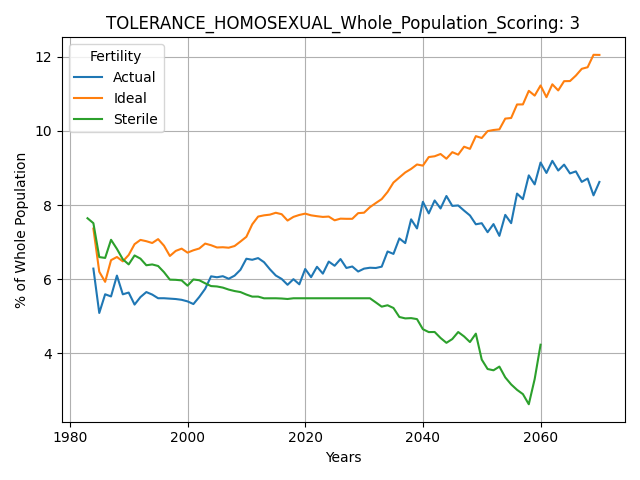 TOLERANCE_HOMOSEXUAL_Whole_Population_Scoring: 3
Fertility
Actual
Ideal
Sterile
% of Whole Population
12
10
8
6
4
1980
2000
2020
2040
2060
Years